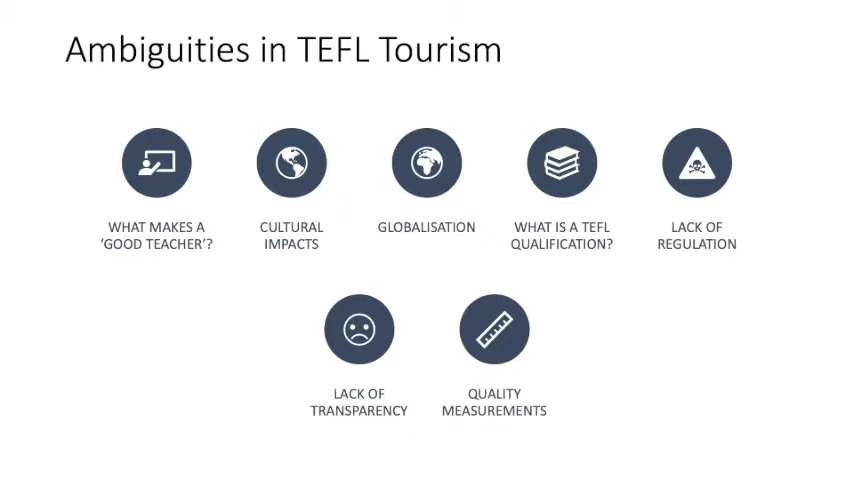 Ambiguities in TEFL Tourism
WHAT MAKES A
‘GOOD TEACHER’?
CULTURAL
IMPACTS
GLOBALISATION
WHAT IS A TEFL
QUALIFICATION?
LACK OF
REGULATION
LACK OF
TRANSPARENCY
QUALITY
MEASUREMENTS